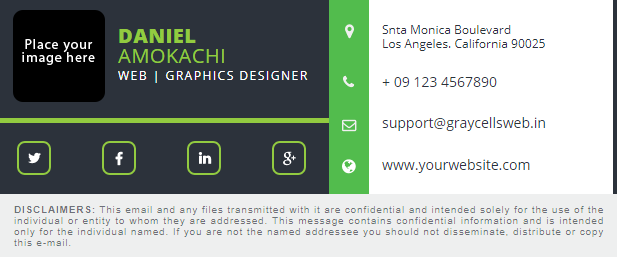 Place your
image here
DANIEL
AMOKACHI
WEB | GRAPHICS DESIGNER
Snta Monica Boulevard
Los Angeles. California 90025
+ 09 123 4567890
support@graycellsweb.in
www.yourwebsite.com
DISCLAIMERS: This email and any files transmitted with it are confidential and intended solely for the use of the
individual or entity to whom they are addressed. This message contains confidential information and is intended
only for the individual named. If you are not the named addressee you should not disseminate, distribute or copy
this e-mail.